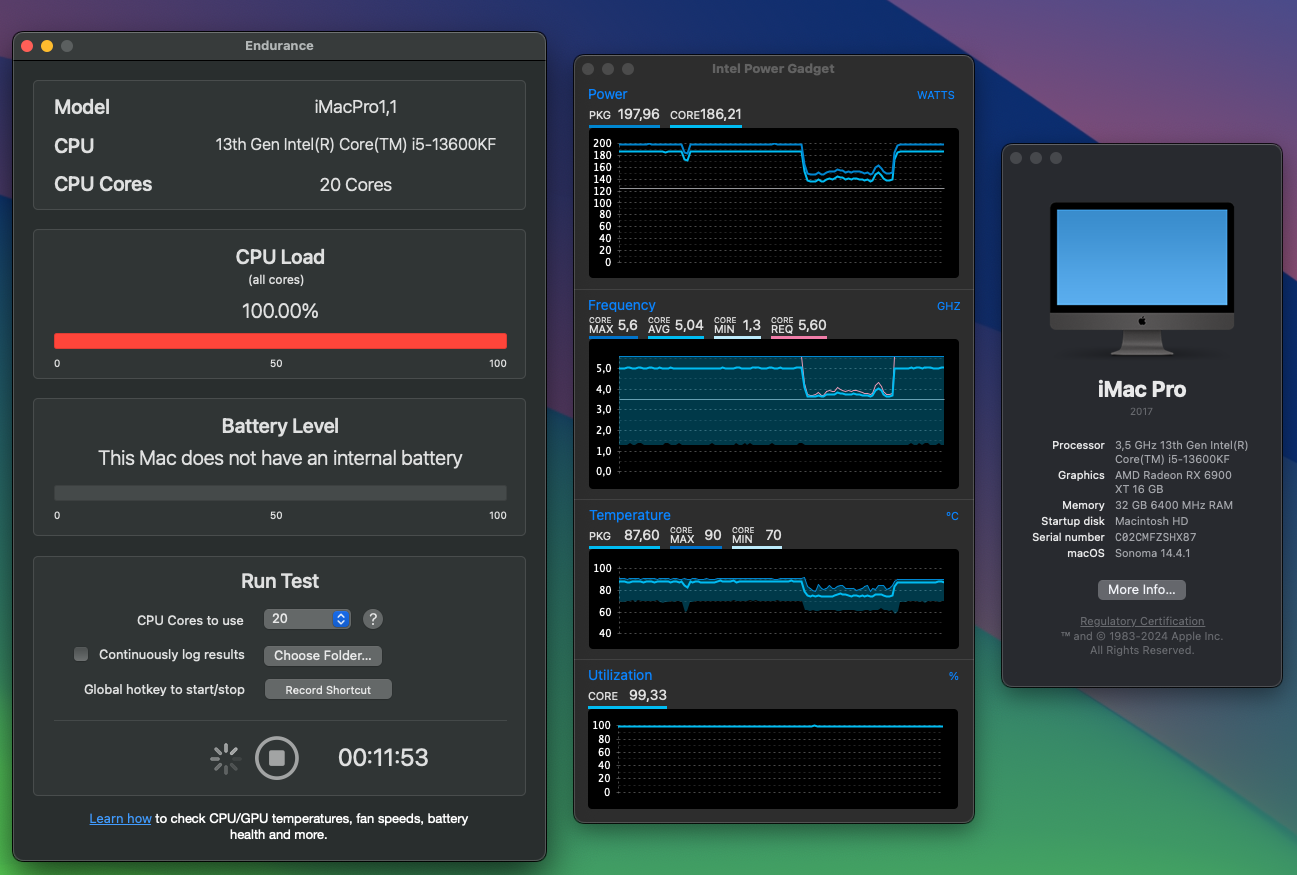 Endurance
Model iMacPro1,1
CPU 13th Gen Intel(R) Core(TM) i5-13600KF
CPU Cores 20 Cores
CPU Load
(all cores)
100.00%
0 50 100
Battery Level
This Mac does not have an internal battery
0 50 100
Run Test
CPU Cores to use 20 ?
Continuously log results Choose Folder...
Global hotkey to start/stop Record Shortcut
00:11:53
Learn how to check CPU/GPU temperatures, fan speeds, battery
health and more.
Intel Power Gadget
Power WATTS
PKG 197,96 CORE 186,21
200
180
160
140
120
100
80
60
40
20
0
Frequency GHZ
CORE MAX 5,6 CORE AVG 5,04 CORE MIN 1,3 CORE REQ 5,60
5,0
4,0
3,0
2,0
1,0
0,0
Temperature °C
PKG 87,60 CORE MAX 90 CORE MIN 70
100
80
60
40
Utilization %
CORE 99,33
100
80
60
40
20
0
iMac Pro
2017
Processor 3,5 GHz 13th Gen Intel(R)
Core(TM) i5-13600KF
Graphics AMD Radeon RX 6900
XT 16 GB
Memory 32 GB 6400 MHz RAM
Startup disk Macintosh HD
Serial number C02CMFZSHX87
macOS Sonoma 14.4.1
More Info...
Regulatory Certification
™ and © 1983-2024 Apple Inc.
All Rights Reserved.